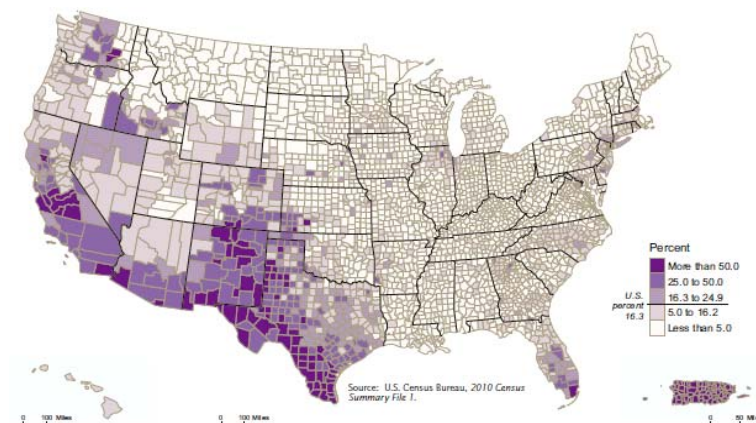 Percent
More than 50.0
25.0 to 50.0
16.3 to 24.9
5.0 to 16.2
Less than 5.0
U.S.
percent
16.3
Source: U.S. Census Bureau, 2010 Census
Summary File 1.
0 100 Miles
0 100 Miles
0 50 Mi